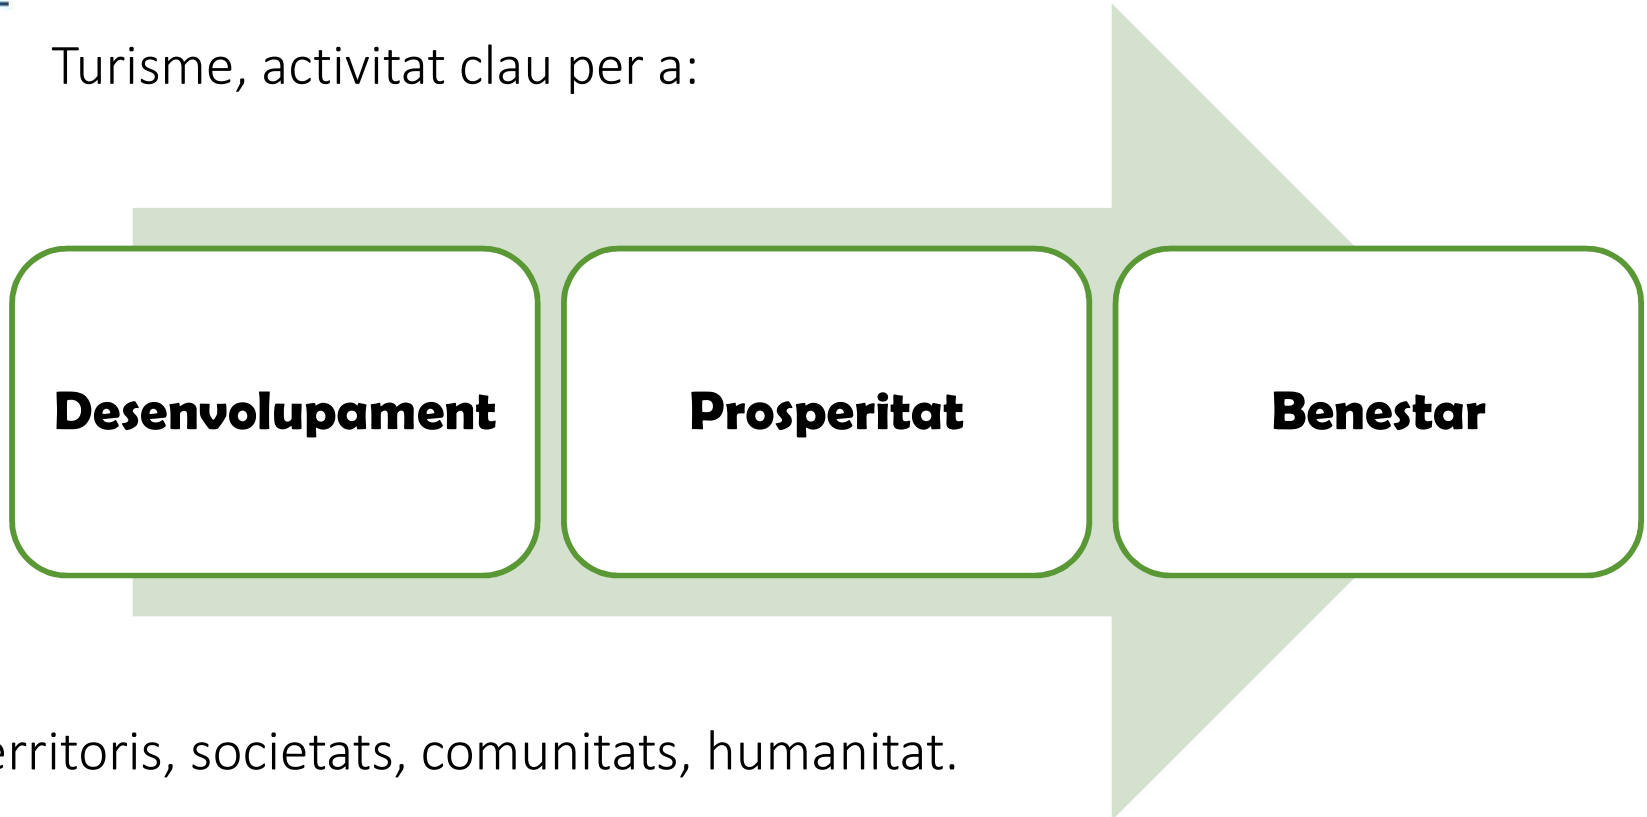 Turisme, activitat clau per a:
Desenvolupament
Prosperitat
Benestar
erritoris, societats, comunitats, humanitat.